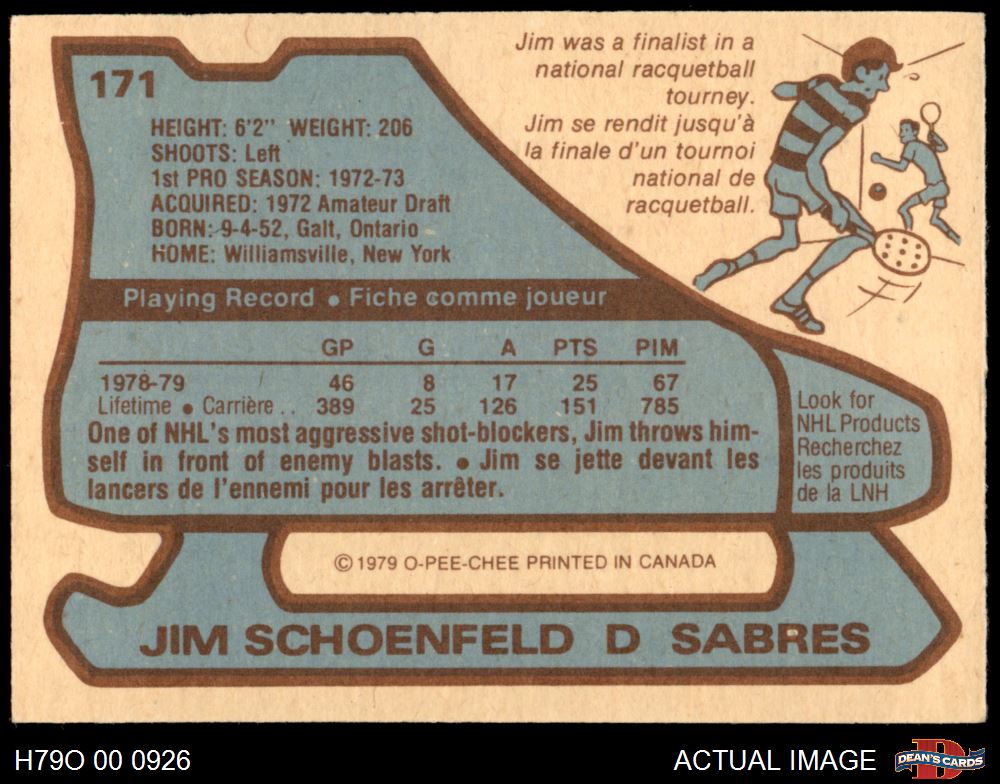 171
HEIGHT: 6'2" WEIGHT: 206
SHOOTS: Left
1st PRO SEASON: 1972-73
ACQUIRED: 1972 Amateur Draft
BORN: 9-4-52, Galt, Ontario
HOME: Williamsville, New York
Jim was a finalist in a
national racquetball
tourney.
Jim se rendit jusqu'à
la finale d'un tournoi
national de
racquetball.
Playing Record ● Fiche comme joueur
GP G A PTS PIM
1978-79 46 8 17 25 67
Lifetime ● Carrière .. 389 25 126 151 785
One of NHL's most aggressive shot-blockers, Jim throws him-
self in front of enemy blasts. ● Jim se jette devant les
lancers de l'ennemi pour les arrêter.
Look for
NHL Products
Recherchez
les produits
de la LNH
© 1979 O-PEE-CHEE PRINTED IN CANADA
JIM SCHOENFELD D SABRES
H79O 00 0926
ACTUAL IMAGE
D
DEAN'S CARDS